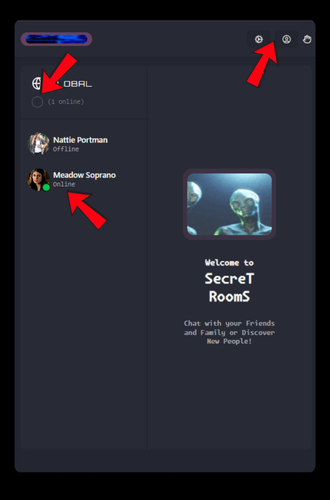 GLOBAL
(1 online)
Nattie Portman
Offline
Meadow Soprano
Online
Welcome to
SecreT
RoomS
Chat with your Friends
and Family or Discover
New People!